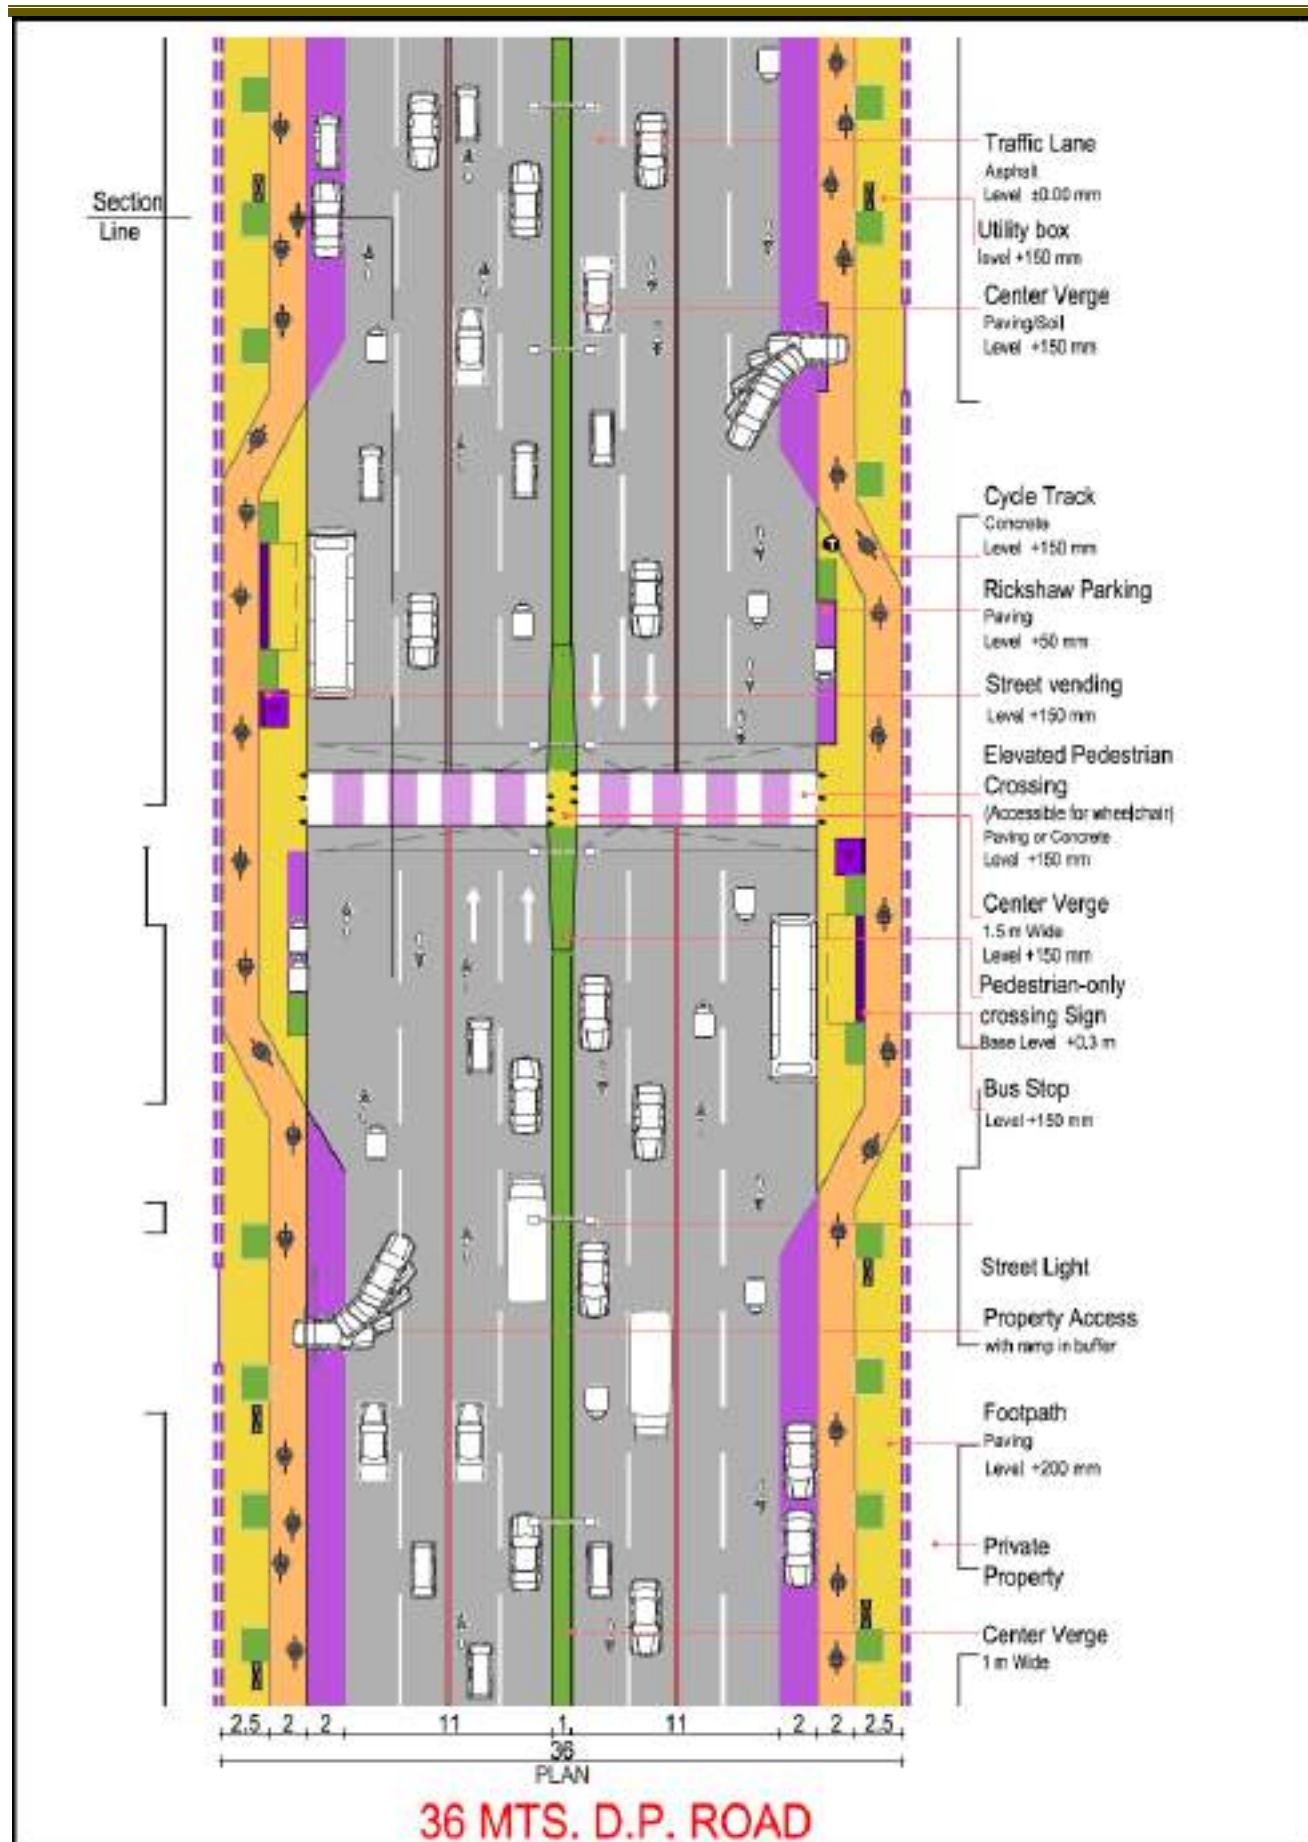 Section
Line
Traffic Lane
Asphalt
Level ±0.00 mm
Utility box
level +150 mm
Center Verge
Paving/Soil
Level +150 mm
Cycle Track
Concrete
Level +150 mm
Rickshaw Parking
Paving
Level +50 mm
Street vending
Level +150 mm
Elevated Pedestrian
Crossing
(Accessible for wheelchair)
Paving or Concrete
Level +150 mm
Center Verge
1.5 m Wide
Level +150 mm
Pedestrian-only
crossing Sign
Base Level +0.3 m
Bus Stop
Level +150 mm
Street Light
Property Access
with ramp in buffer
Footpath
Paving
Level +200 mm
Private
Property
Center Verge
1 m Wide
T
2.5 2 2 11 1 11 2 2 2.5
36
PLAN
36 MTS. D.P. ROAD